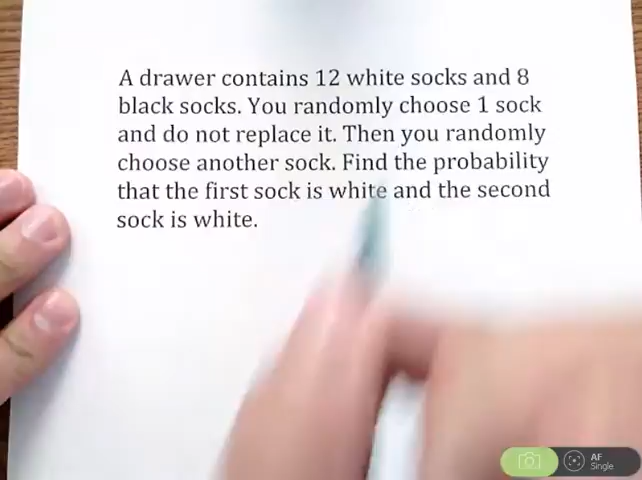 A drawer contains 12 white socks and 8
black socks. You randomly choose 1 sock
and do not replace it. Then you randomly
choose another sock. Find the probability
that the first sock is white and the second
sock is white.
AF
Single